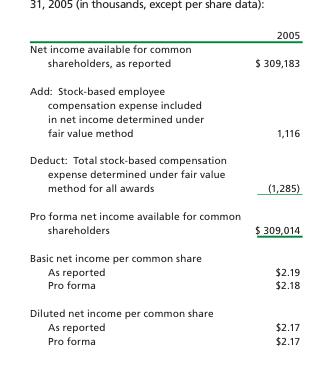 31, 2005 (in thousands, except per share data):
2005
Net income available for common
shareholders, as reported $ 309,183
Add: Stock-based employee
compensation expense included
in net income determined under
fair value method 1,116
Deduct: Total stock-based compensation
expense determined under fair value
method for all awards (1,285)
Pro forma net income available for common
shareholders $ 309,014
Basic net income per common share
As reported $2.19
Pro forma $2.18
Diluted net income per common share
As reported $2.17
Pro forma $2.17